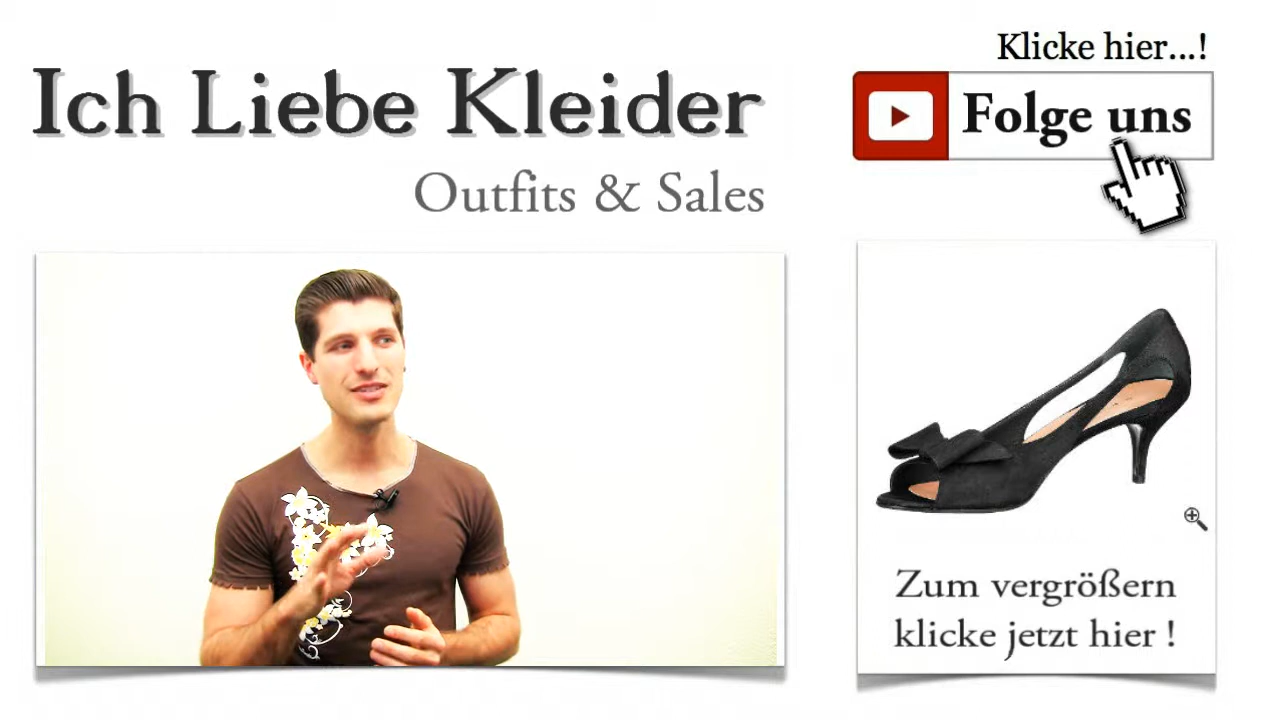 Ich Liebe Kleider
Outfits & Sales
Klicke hier...!
Folge uns
Zum vergrößern
klicke jetzt hier !